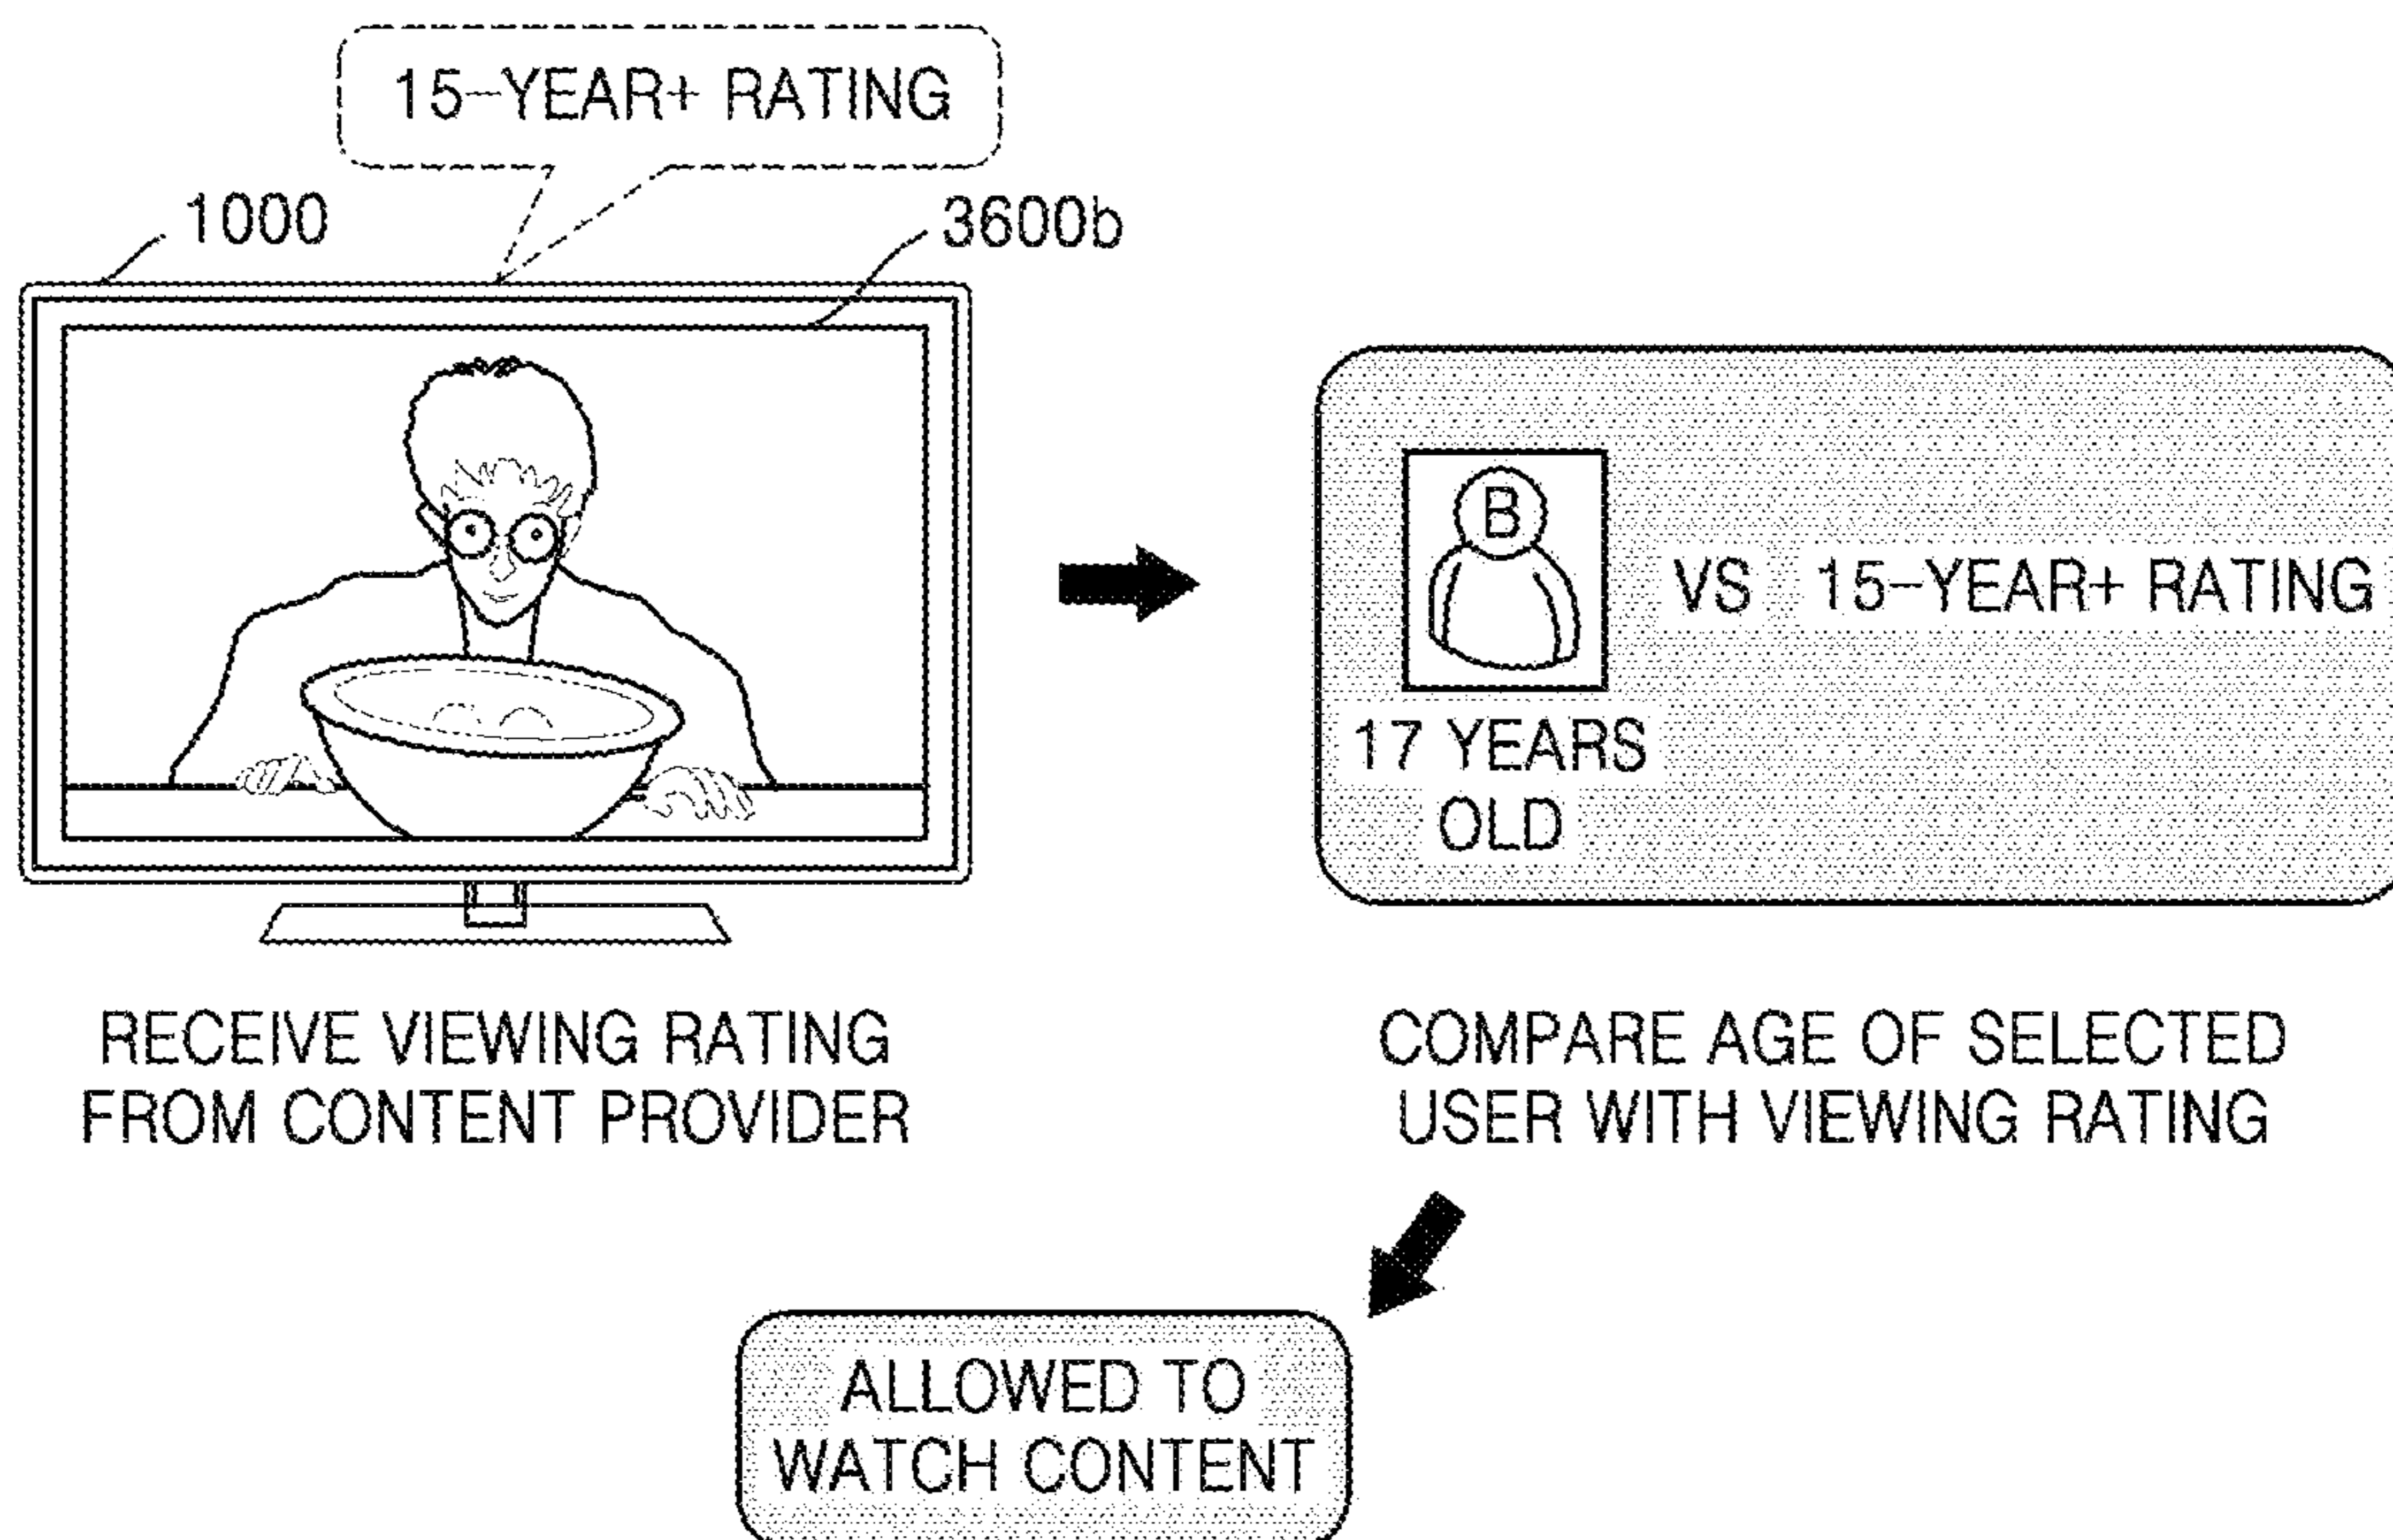 15-YEAR+ RATING
1000
3600b
B
VS 15-YEAR+ RATING
17 YEARS
OLD
RECEIVE VIEWING RATING
FROM CONTENT PROVIDER
COMPARE AGE OF SELECTED
USER WITH VIEWING RATING
ALLOWED TO
WATCH CONTENT